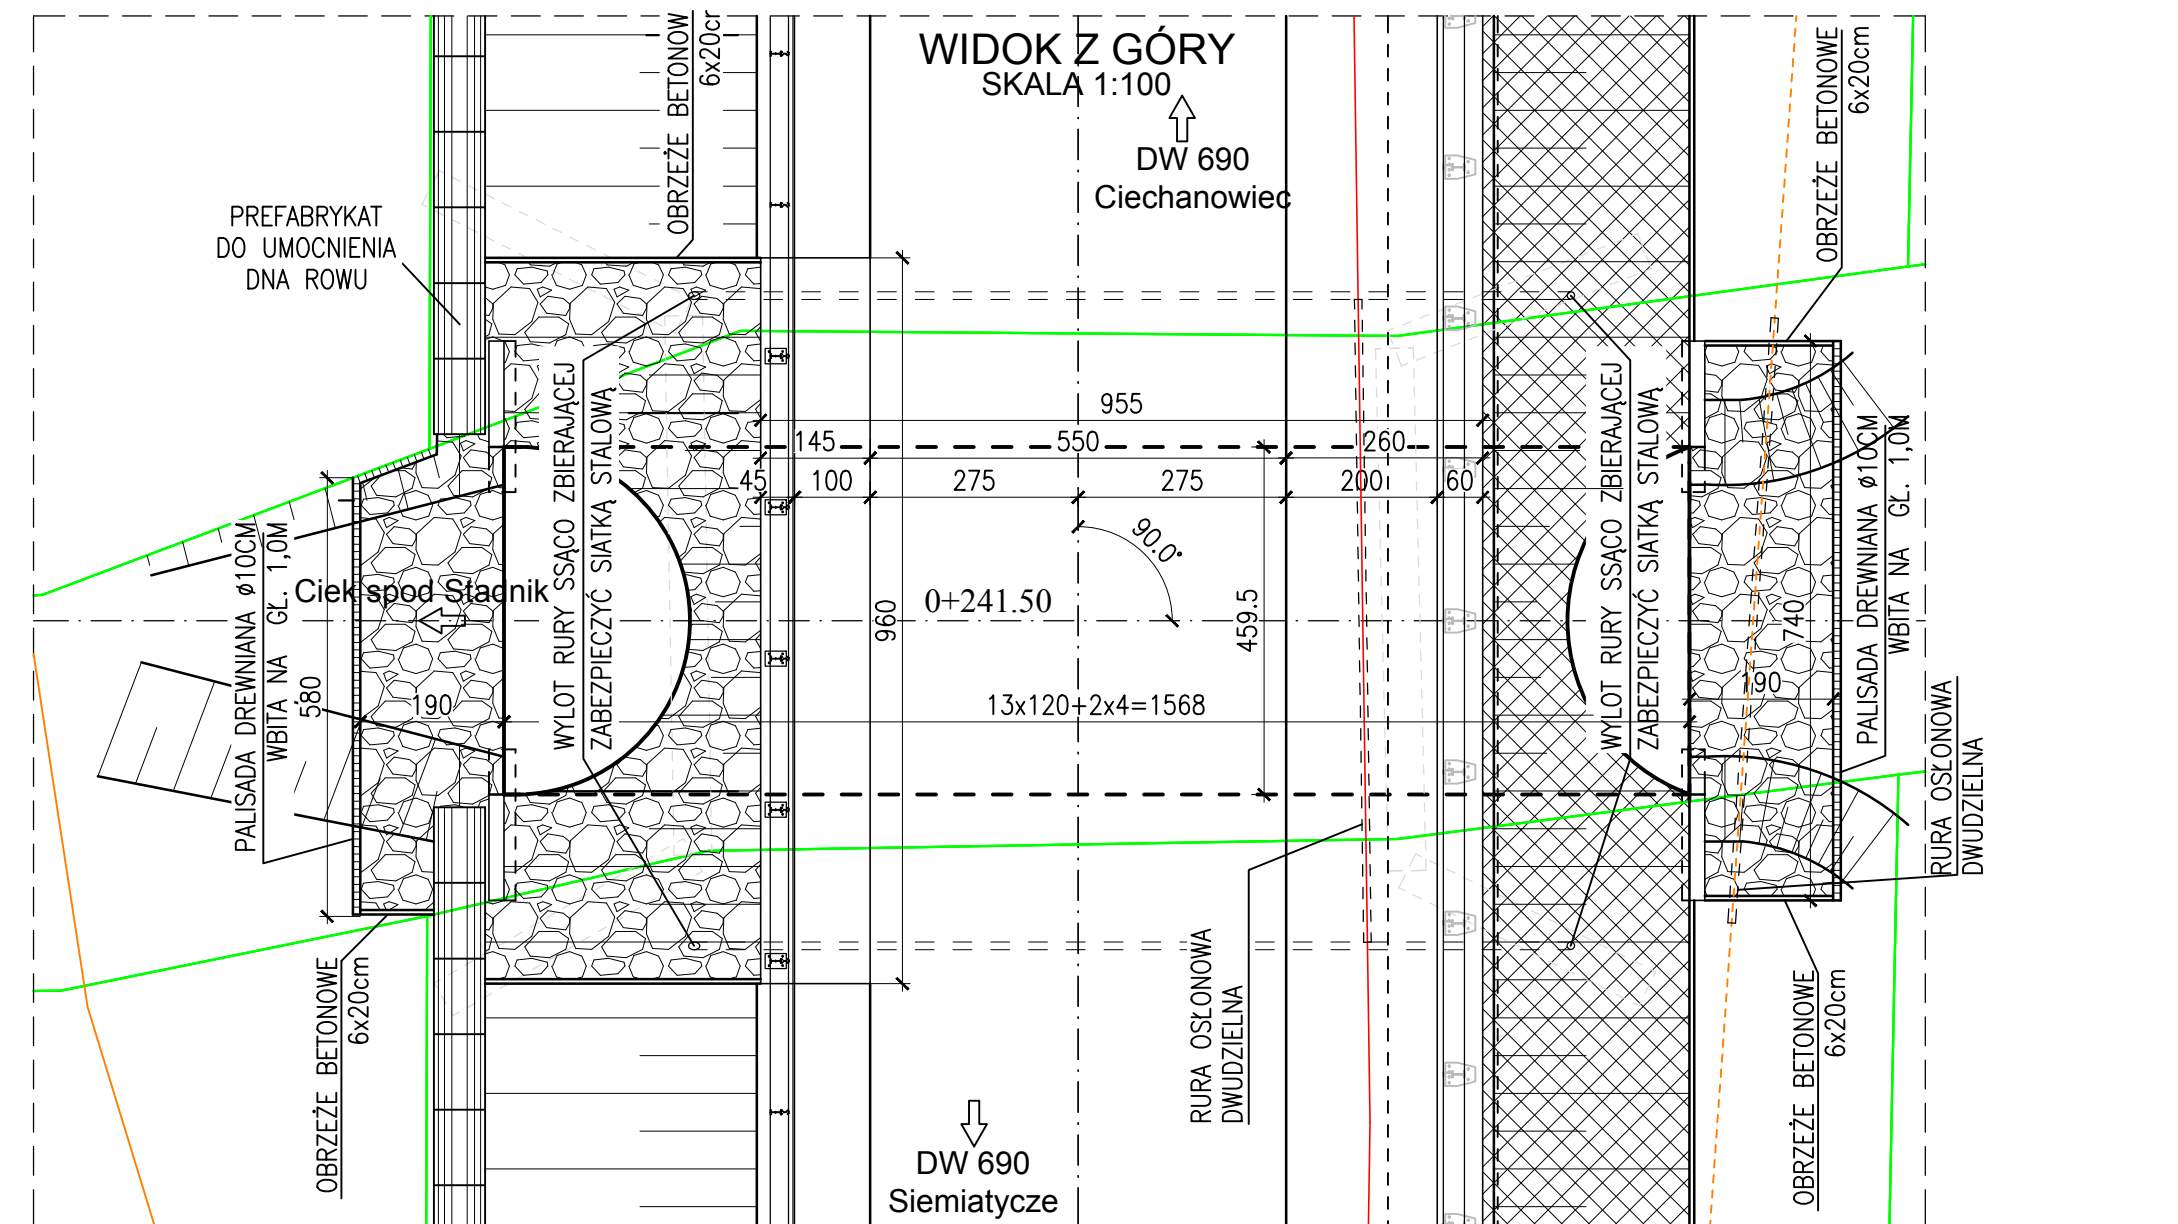 WIDOK Z GÓRY
SKALA 1:100
DW 690
Ciechanowiec
OBRZEŻE BETONOW
6x20cr
OBRZEŻE BETONOWE
6x20cm
PREFABRYKAT
DO UMOCNIENIA
DNA ROWU
WYLOT RURY SSĄCO ZBIERAJĄCEJ
ZABEZPIECZYĆ SIATKĄ STALOWĄ
WYLOT RURY SSĄCO ZBIERAJĄCEJ
ZABEZPIECZYĆ SIATKĄ STALOWĄ
955
145
550
260
45
100
275
275
200
60
90.0°
PALISADA DREWNIANA ø10CM
WBITA NA GŁ. 1,0M
PALISADA DREWNIANA ø10CM
WBITA NA GŁ. 1,0M
Ciek spod Stadnik
0+241.50
960
459.5
740
580
190
190
13x120+2x4=1568
RURA OSŁONOWA
DWUDZIELNA
RURA OSŁONOWA
DWUDZIELNA
OBRZEŻE BETONOWE
6x20cm
OBRZEŻE BETONOWE
6x20cm
DW 690
Siemiatycze